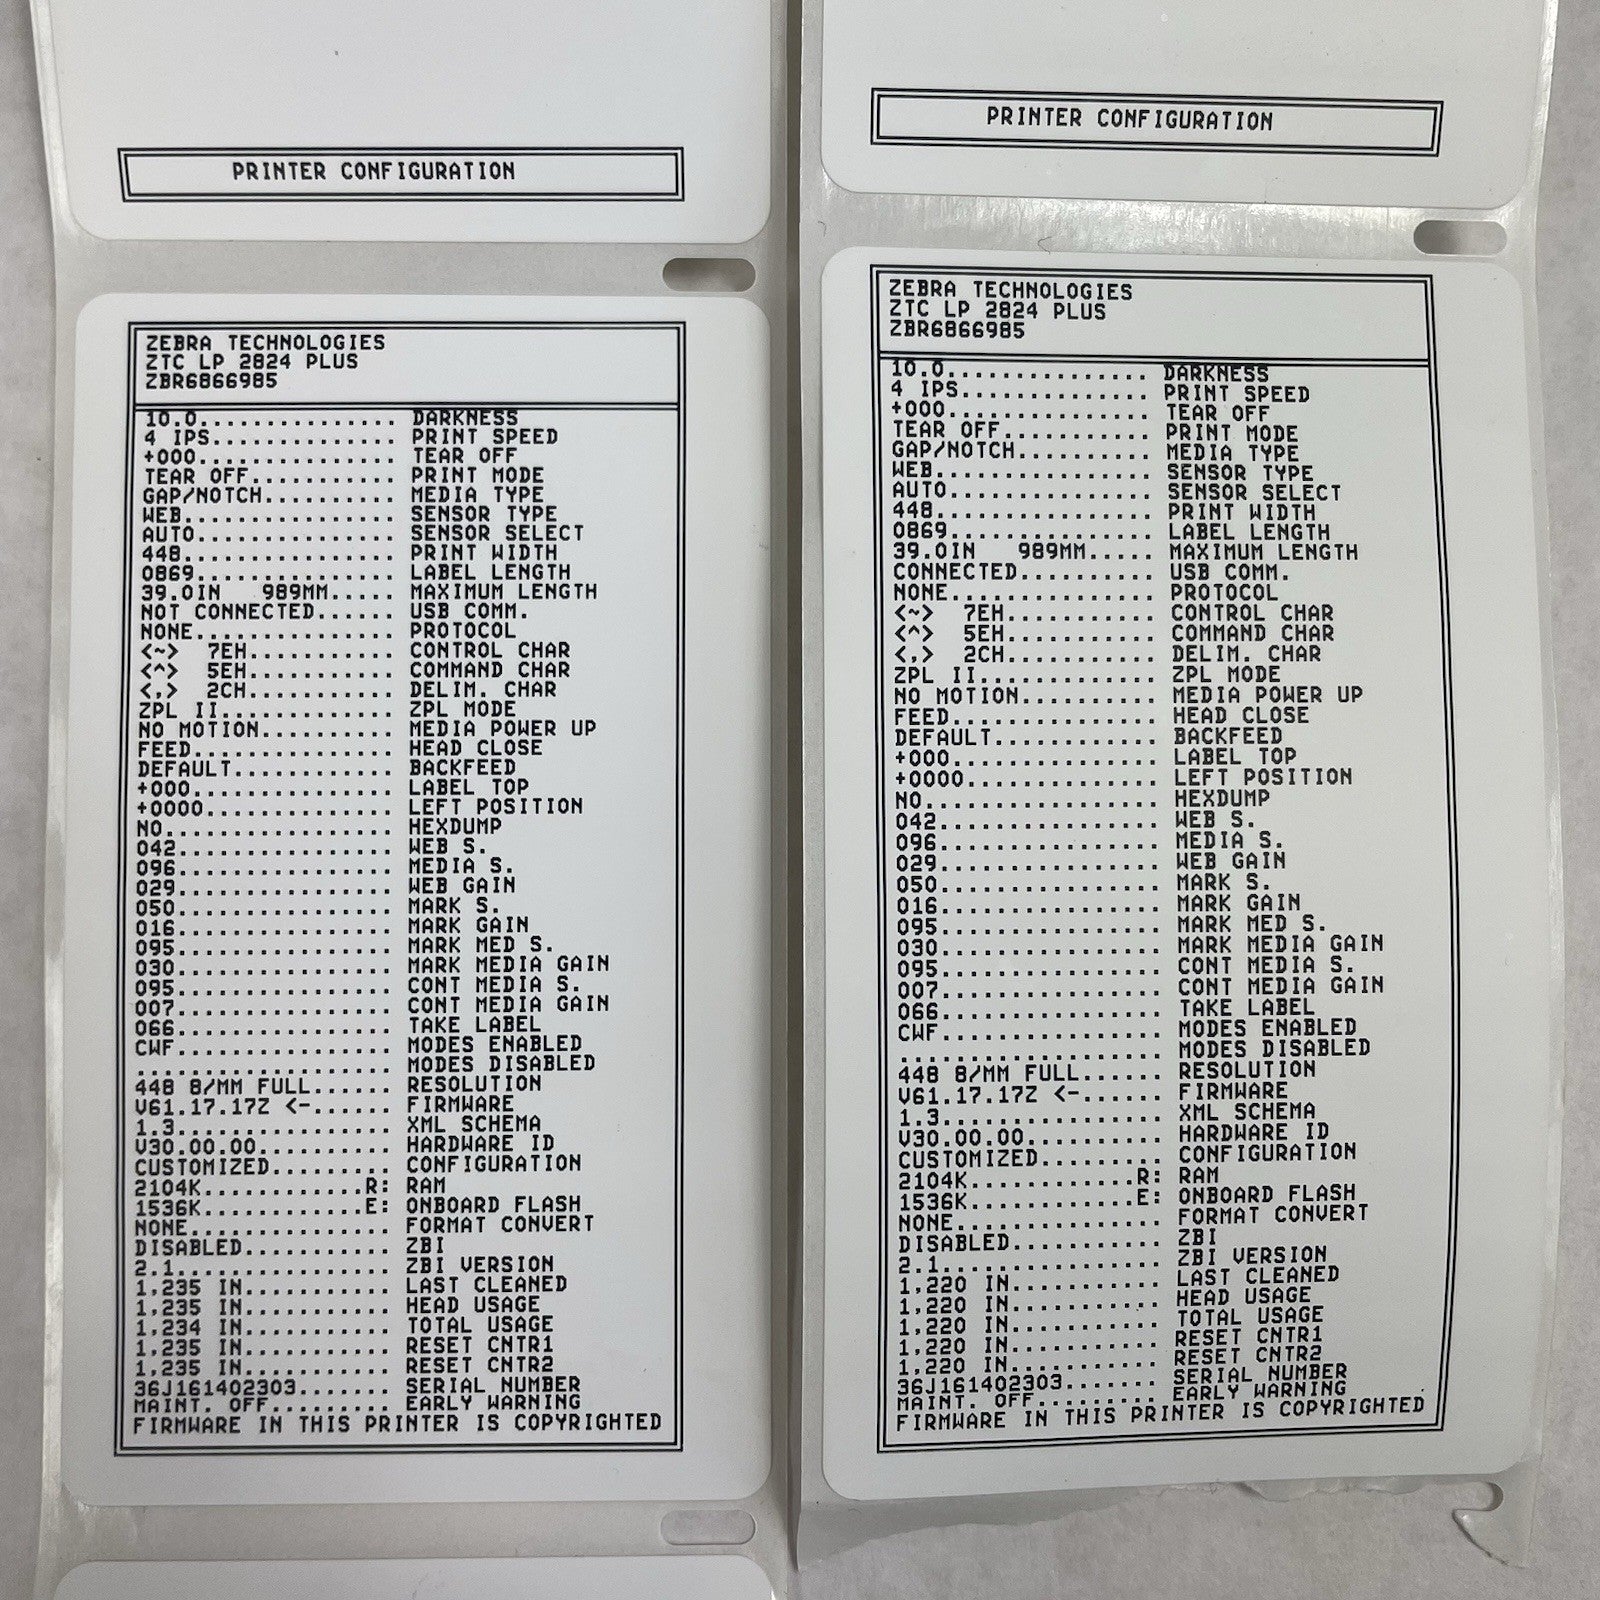 PRINTER CONFIGURATION
ZEBRA TECHNOLOGIES
ZTC LP 2824 PLUS
ZBR6866985
10.0............... DARKNESS
4 IPS.............. PRINT SPEED
+000............... TEAR OFF
TEAR OFF........... PRINT MODE
GAP/NOTCH.......... MEDIA TYPE
WEB................ SENSOR TYPE
AUTO............... SENSOR SELECT
448................ PRINT WIDTH
0869............... LABEL LENGTH
39.0IN   989MM..... MAXIMUM LENGTH
NOT CONNECTED...... USB COMM.
NONE............... PROTOCOL
<~>  7EH........... CONTROL CHAR
<^>  5EH........... COMMAND CHAR
<,>  2CH........... DELIM. CHAR
ZPL II............. ZPL MODE
NO MOTION.......... MEDIA POWER UP
FEED............... HEAD CLOSE
DEFAULT............ BACKFEED
+000............... LABEL TOP
+0000.............. LEFT POSITION
NO................. HEXDUMP
042................ WEB S.
096................ MEDIA S.
029................ WEB GAIN
050................ MARK S.
016................ MARK GAIN
095................ MARK MED S.
030................ MARK MEDIA GAIN
095................ CONT MEDIA S.
007................ CONT MEDIA GAIN
066................ TAKE LABEL
CWF................ MODES ENABLED
................... MODES DISABLED
448 8/MM FULL...... RESOLUTION
V61.17.17Z <-...... FIRMWARE
1.3................ XML SCHEMA
V30.00.00.......... HARDWARE ID
CUSTOMIZED......... CONFIGURATION
2104K............R: RAM
1536K............E: ONBOARD FLASH
NONE............... FORMAT CONVERT
DISABLED........... ZBI
2.1................ ZBI VERSION
1,235 IN........... LAST CLEANED
1,235 IN........... HEAD USAGE
1,234 IN........... TOTAL USAGE
1,235 IN........... RESET CNTR1
1,235 IN........... RESET CNTR2
36J161402303....... SERIAL NUMBER
MAINT. OFF......... EARLY WARNING
FIRMWARE IN THIS PRINTER IS COPYRIGHTED
PRINTER CONFIGURATION
ZEBRA TECHNOLOGIES
ZTC LP 2824 PLUS
ZBR6866985
10.0............... DARKNESS
4 IPS.............. PRINT SPEED
+000............... TEAR OFF
TEAR OFF........... PRINT MODE
GAP/NOTCH.......... MEDIA TYPE
WEB................ SENSOR TYPE
AUTO............... SENSOR SELECT
448................ PRINT WIDTH
0869............... LABEL LENGTH
39.0IN   989MM..... MAXIMUM LENGTH
CONNECTED.......... USB COMM.
NONE............... PROTOCOL
<~>  7EH........... CONTROL CHAR
<^>  5EH........... COMMAND CHAR
<,>  2CH........... DELIM. CHAR
ZPL II............. ZPL MODE
NO MOTION.......... MEDIA POWER UP
FEED............... HEAD CLOSE
DEFAULT............ BACKFEED
+000............... LABEL TOP
+0000.............. LEFT POSITION
NO................. HEXDUMP
042................ WEB S.
096................ MEDIA S.
029................ WEB GAIN
050................ MARK S.
016................ MARK GAIN
095................ MARK MED S.
030................ MARK MEDIA GAIN
095................ CONT MEDIA S.
007................ CONT MEDIA GAIN
066................ TAKE LABEL
CWF................ MODES ENABLED
................... MODES DISABLED
448 8/MM FULL...... RESOLUTION
V61.17.17Z <-...... FIRMWARE
1.3................ XML SCHEMA
V30.00.00.......... HARDWARE ID
CUSTOMIZED......... CONFIGURATION
2104K............R: RAM
1536K............E: ONBOARD FLASH
NONE............... FORMAT CONVERT
DISABLED........... ZBI
2.1................ ZBI VERSION
1,220 IN........... LAST CLEANED
1,220 IN........... HEAD USAGE
1,220 IN........... TOTAL USAGE
1,220 IN........... RESET CNTR1
1,220 IN........... RESET CNTR2
36J161402303....... SERIAL NUMBER
MAINT. OFF......... EARLY WARNING
FIRMWARE IN THIS PRINTER IS COPYRIGHTED